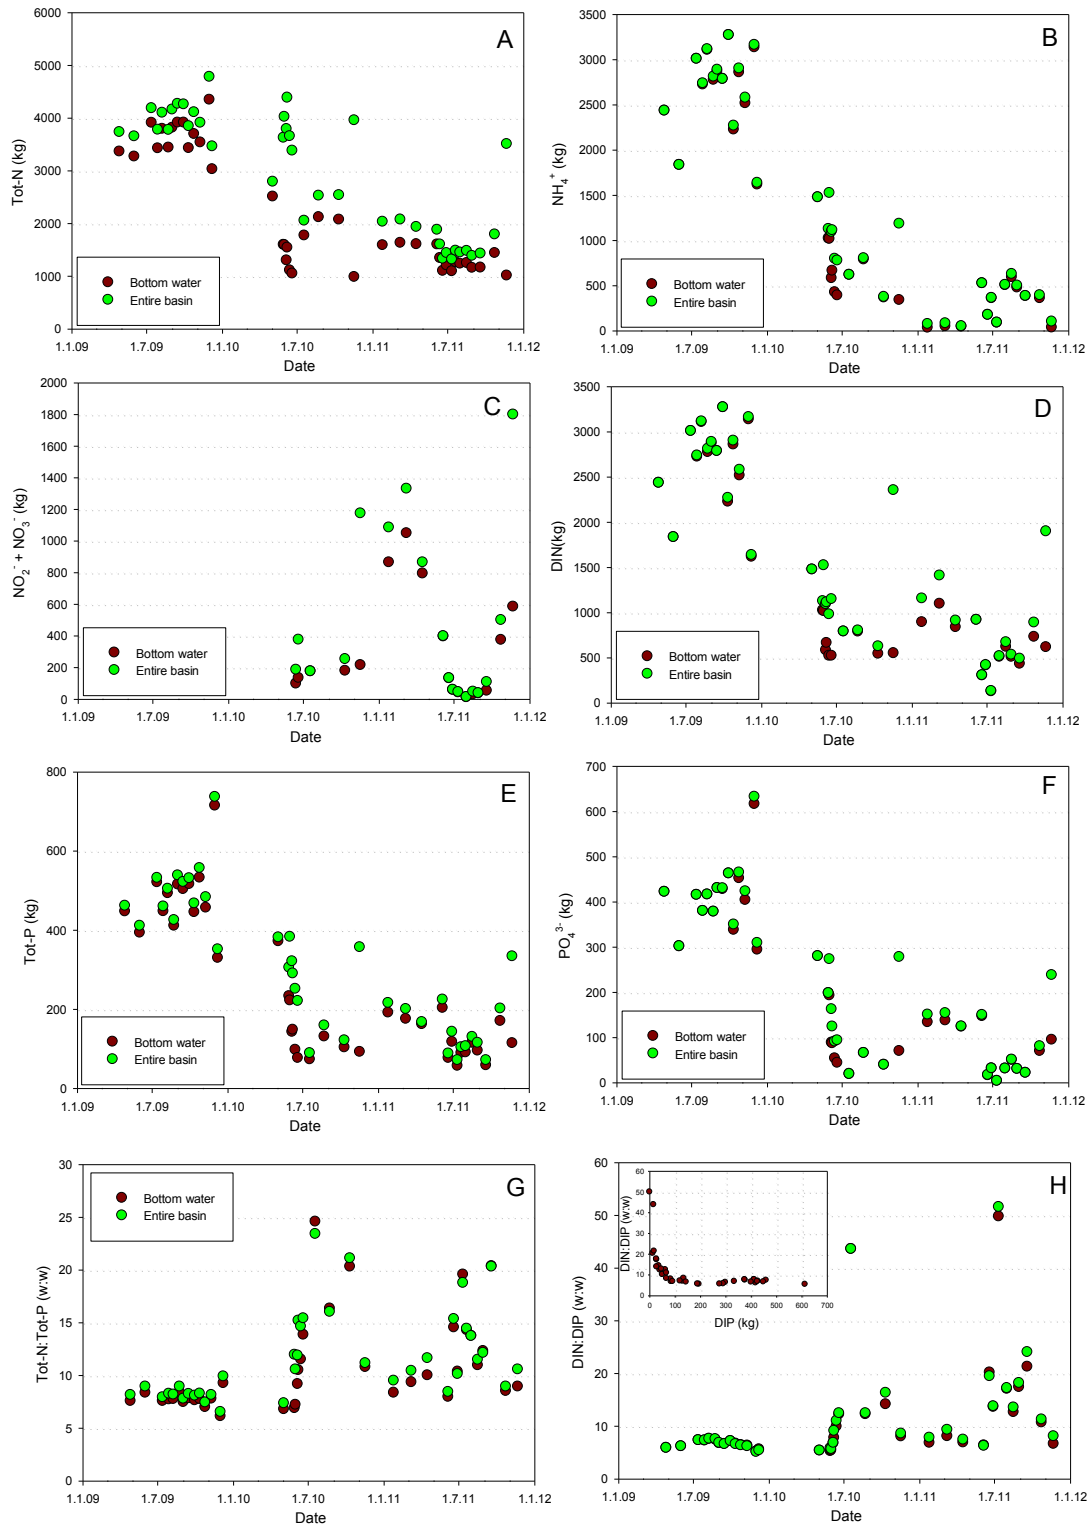 A
Tot-N (kg)
6000
5000
4000
3000
2000
1000
0
Bottom water
Entire basin
1.1.09 1.7.09 1.1.10 1.7.10 1.1.11 1.7.11 1.1.12
Date
B
NH4+ (kg)
3500
3000
2500
2000
1500
1000
500
0
Bottom water
Entire basin
1.1.09 1.7.09 1.1.10 1.7.10 1.1.11 1.7.11 1.1.12
Date
C
NO2- + NO3- (kg)
2000
1800
1600
1400
1200
1000
800
600
400
200
0
Bottom water
Entire basin
1.1.09 1.7.09 1.1.10 1.7.10 1.1.11 1.7.11 1.1.12
Date
D
DIN(kg)
3500
3000
2500
2000
1500
1000
500
0
Bottom water
Entire basin
1.1.09 1.7.09 1.1.10 1.7.10 1.1.11 1.7.11 1.1.12
Date
E
Tot-P (kg)
800
600
400
200
0
Bottom water
Entire basin
1.1.09 1.7.09 1.1.10 1.7.10 1.1.11 1.7.11 1.1.12
Date
F
PO4 3- (kg)
700
600
500
400
300
200
100
0
Bottom water
Entire basin
1.1.09 1.7.09 1.1.10 1.7.10 1.1.11 1.7.11 1.1.12
Date
G
Tot-N:Tot-P (w:w)
30
25
20
15
10
5
0
Bottom water
Entire basin
1.1.09 1.7.09 1.1.10 1.7.10 1.1.11 1.7.11 1.1.12
Date
H
DIN:DIP (w:w)
60
50
40
30
20
10
0
DIN:DIP (w:w)
60
50
40
30
20
10
0
0 100 200 300 400 500 600 700
DIP (kg)
1.1.09 1.7.09 1.1.10 1.7.10 1.1.11 1.7.11 1.1.12
Date